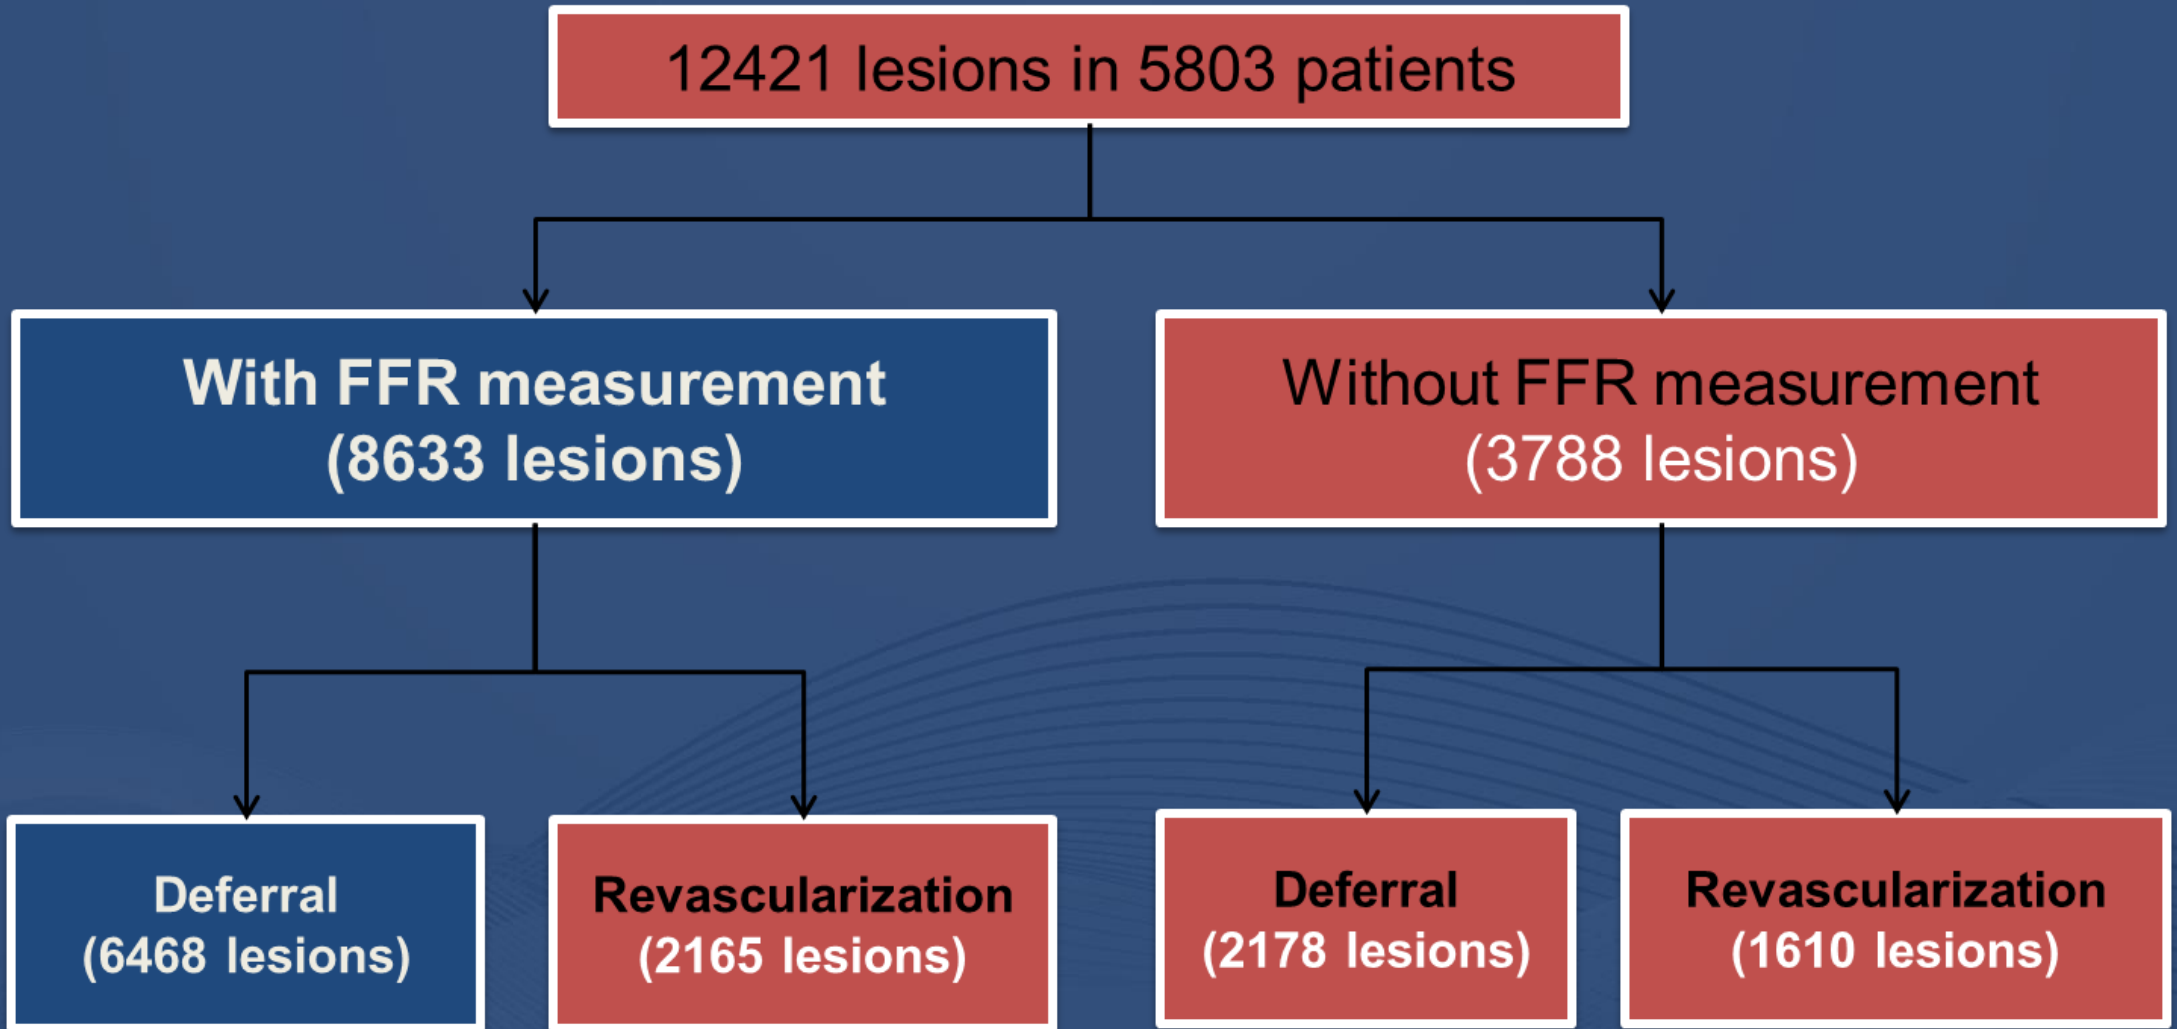 12421 lesions in 5803 patients
With FFR measurement
(8633 lesions)
Without FFR measurement
(3788 lesions)
Deferral
(6468 lesions)
Revascularization
(2165 lesions)
Deferral
(2178 lesions)
Revascularization
(1610 lesions)